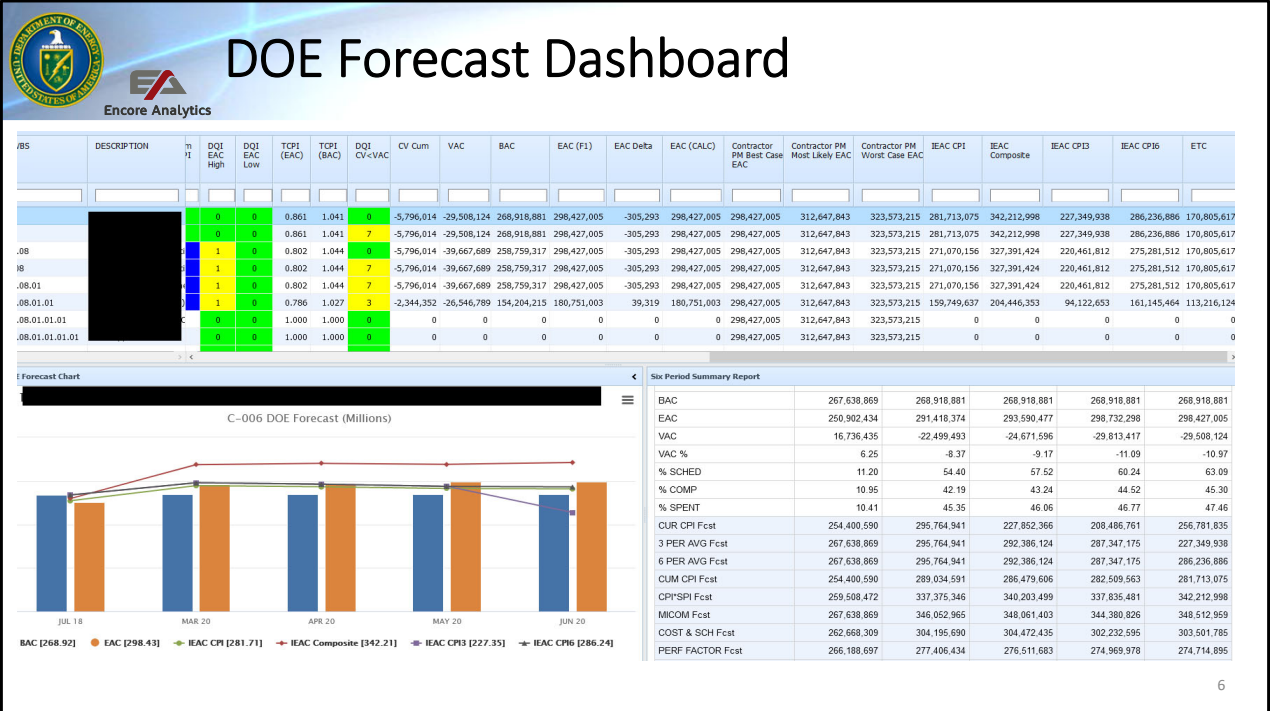 DEPARTMENT OF ENERGY
UNITED STATES OF AMERICA
DOE Forecast Dashboard
EA
Encore Analytics
WBS DESCRIPTION DQI EAC High DQI EAC Low TCPI (EAC) TCPI (BAC) DQI CV<VAC CV Cum VAC BAC EAC (F1) EAC Delta EAC (CALC) Contractor PM Best Case EAC Contractor PM Most Likely EAC Contractor PM Worst Case EAC IEAC CPI IEAC Composite IEAC CPI3 IEAC CPI6 ETC
0 0 0.861 1.041 0 -5,796,014 -29,508,124 268,918,881 298,427,005 -305,293 298,427,005 298,427,005 312,647,843 323,573,215 281,713,075 342,212,998 227,349,938 286,236,886 170,805,617
0 0 0.861 1.041 7 -5,796,014 -29,508,124 268,918,881 298,427,005 -305,293 298,427,005 298,427,005 312,647,843 323,573,215 281,713,075 342,212,998 227,349,938 286,236,886 170,805,617
.08 1 0 0.802 1.044 0 -5,796,014 -39,667,689 258,759,317 298,427,005 -305,293 298,427,005 298,427,005 312,647,843 323,573,215 271,070,156 327,391,424 220,461,812 275,281,512 170,805,617
08 1 0 0.802 1.044 7 -5,796,014 -39,667,689 258,759,317 298,427,005 -305,293 298,427,005 298,427,005 312,647,843 323,573,215 271,070,156 327,391,424 220,461,812 275,281,512 170,805,617
.08.01 1 0 0.802 1.044 7 -5,796,014 -39,667,689 258,759,317 298,427,005 -305,293 298,427,005 298,427,005 312,647,843 323,573,215 271,070,156 327,391,424 220,461,812 275,281,512 170,805,617
.08.01.01 1 0 0.786 1.027 3 -2,344,352 -26,546,789 154,204,215 180,751,003 39,319 180,751,003 298,427,005 312,647,843 323,573,215 159,749,637 204,446,353 94,122,653 161,145,464 113,216,124
.08.01.01.01 0 0 1.000 1.000 0 0 0 0 0 0 0 298,427,005 312,647,843 323,573,215 0 0 0 0 0
.08.01.01.01.01 0 0 1.000 1.000 0 0 0 0 0 0 0 298,427,005 312,647,843 323,573,215 0 0 0 0 0
E Forecast Chart
C-006 DOE Forecast (Millions)
JUL 18 MAR 20 APR 20 MAY 20 JUN 20
BAC [268.92] EAC [298.43] IEAC CPI [281.71] IEAC Composite [342.21] IEAC CPI3 [227.35] IEAC CPI6 [286.24]
Six Period Summary Report
BAC 267,638,869 268,918,881 268,918,881 268,918,881 268,918,881
EAC 250,902,434 291,418,374 293,590,477 298,732,298 298,427,005
VAC 16,736,435 -22,499,493 -24,671,596 -29,813,417 -29,508,124
VAC % 6.25 -8.37 -9.17 -11.09 -10.97
% SCHED 11.20 54.40 57.52 60.24 63.09
% COMP 10.95 42.19 43.24 44.52 45.30
% SPENT 10.41 45.35 46.06 46.77 47.46
CUR CPI Fcst 254,400,590 295,764,941 227,852,366 208,486,761 256,781,835
3 PER AVG Fcst 267,638,869 295,764,941 292,386,124 287,347,175 227,349,938
6 PER AVG Fcst 267,638,869 295,764,941 292,386,124 287,347,175 286,236,886
CUM CPI Fcst 254,400,590 289,034,591 286,479,606 282,509,563 281,713,075
CPI*SPI Fcst 259,508,472 337,375,346 340,203,499 337,835,481 342,212,998
MICOM Fcst 267,638,869 346,052,965 348,061,403 344,380,826 348,512,959
COST & SCH Fcst 262,668,309 304,195,690 304,472,435 302,232,595 303,501,785
PERF FACTOR Fcst 266,188,697 277,406,434 276,511,683 274,969,978 274,714,895
6